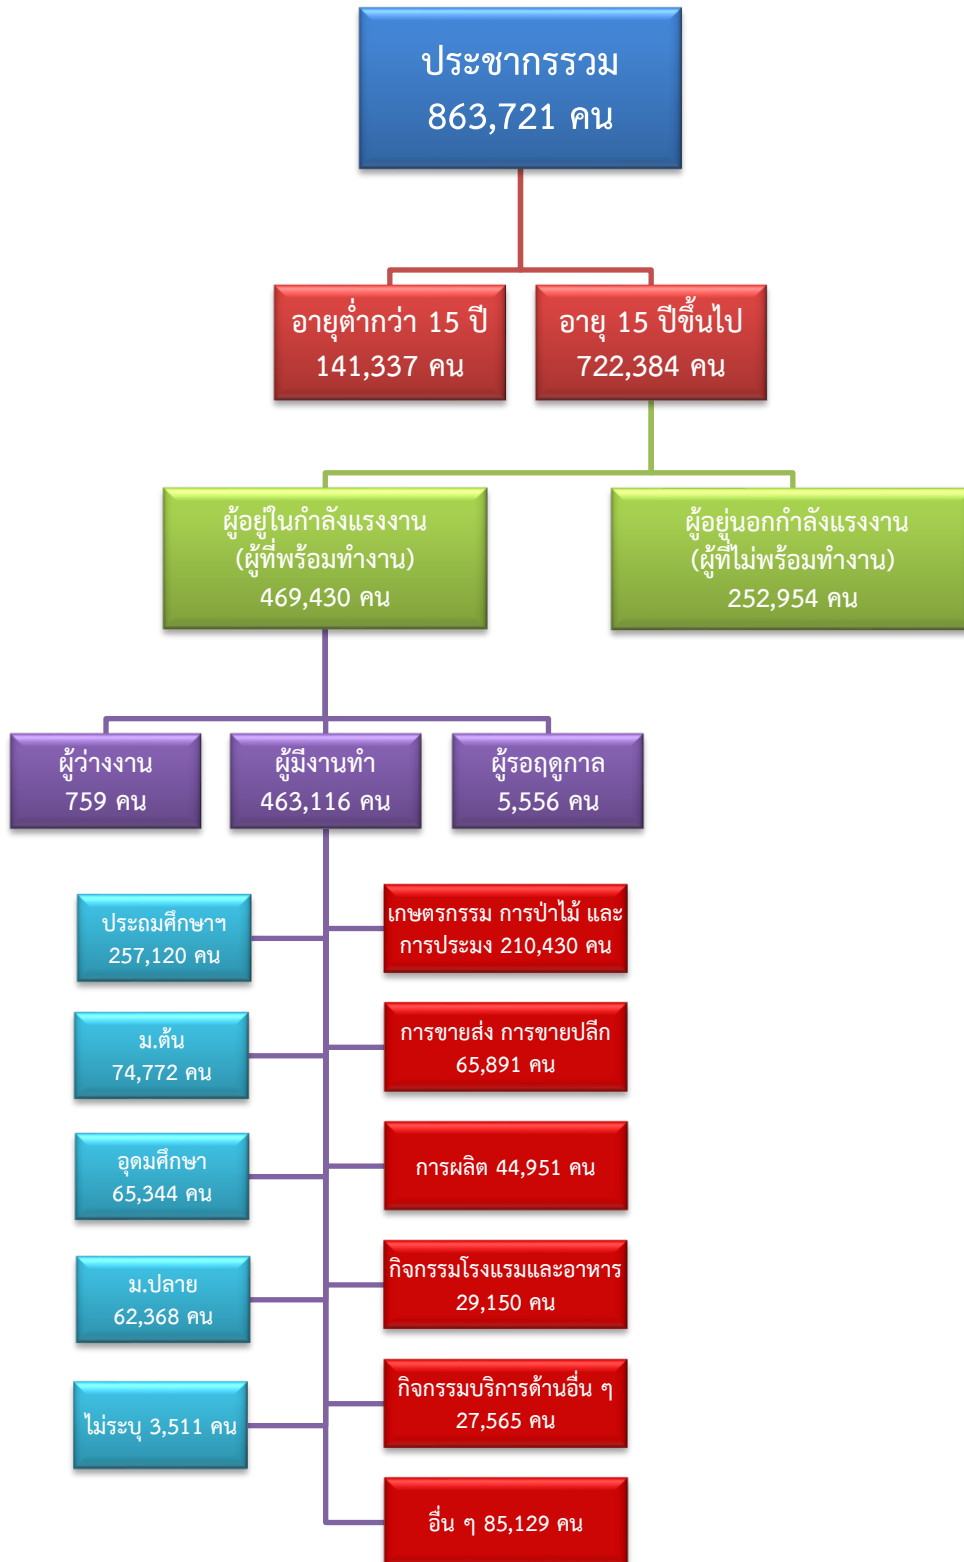 ประชากรรวม
863,721 คน
อายุต่ำกว่า 15 ปี
141,337 คน
อายุ 15 ปีขึ้นไป
722,384 คน
ผู้อยู่ในกำลังแรงงาน
(ผู้ที่พร้อมทำงาน)
469,430 คน
ผู้อยู่นอกกำลังแรงงาน
(ผู้ที่ไม่พร้อมทำงาน)
252,954 คน
ผู้ว่างงาน
759 คน
ผู้มีงานทำ
463,116 คน
ผู้รอฤดูกาล
5,556 คน
ประถมศึกษาฯ
257,120 คน
ม.ต้น
74,772 คน
อุดมศึกษา
65,344 คน
ม.ปลาย
62,368 คน
ไม่ระบุ 3,511 คน
เกษตรกรรม การป่าไม้ และ
การประมง 210,430 คน
การขายส่ง การขายปลีก
65,891 คน
การผลิต 44,951 คน
กิจกรรมโรงแรมและอาหาร
29,150 คน
กิจกรรมบริการด้านอื่น ๆ
27,565 คน
อื่น ๆ 85,129 คน